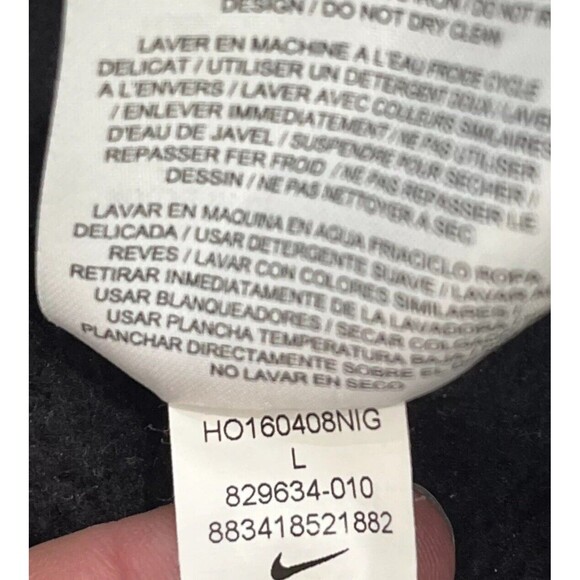 DESIGN / DO NOT DRY CLEAN
LAVER EN MACHINE A L'EAU FROIDE CYCLE
DELICAT / UTILISER UN DETERGENT DOUX / LAVER
A L'ENVERS / LAVER AVEC COULEURS SIMILAIRES
/ ENLEVER IMMEDIATEMENT / NE PAS UTILISER
D'EAU DE JAVEL / SUSPENDRE POUR SECHER /
REPASSER FER FROID / NE PAS REPASSER LE
DESSIN / NE PAS NETTOYER A SEC
LAVAR EN MAQUINA EN AGUA FRIA/CICLO ROPA
DELICADA / USAR DETERGENTE SUAVE / LAVAR
REVES / LAVAR CON COLORES SIMILARES /
RETIRAR INMEDIATAMENTE DE LA LAVADORA
USAR BLANQUEADORES / SECAR
USAR PLANCHA TEMPERATURA BAJA
PLANCHAR DIRECTAMENTE SOBRE EL
NO LAVAR EN SECO
HO160408NIG
L
829634-010
883418521882